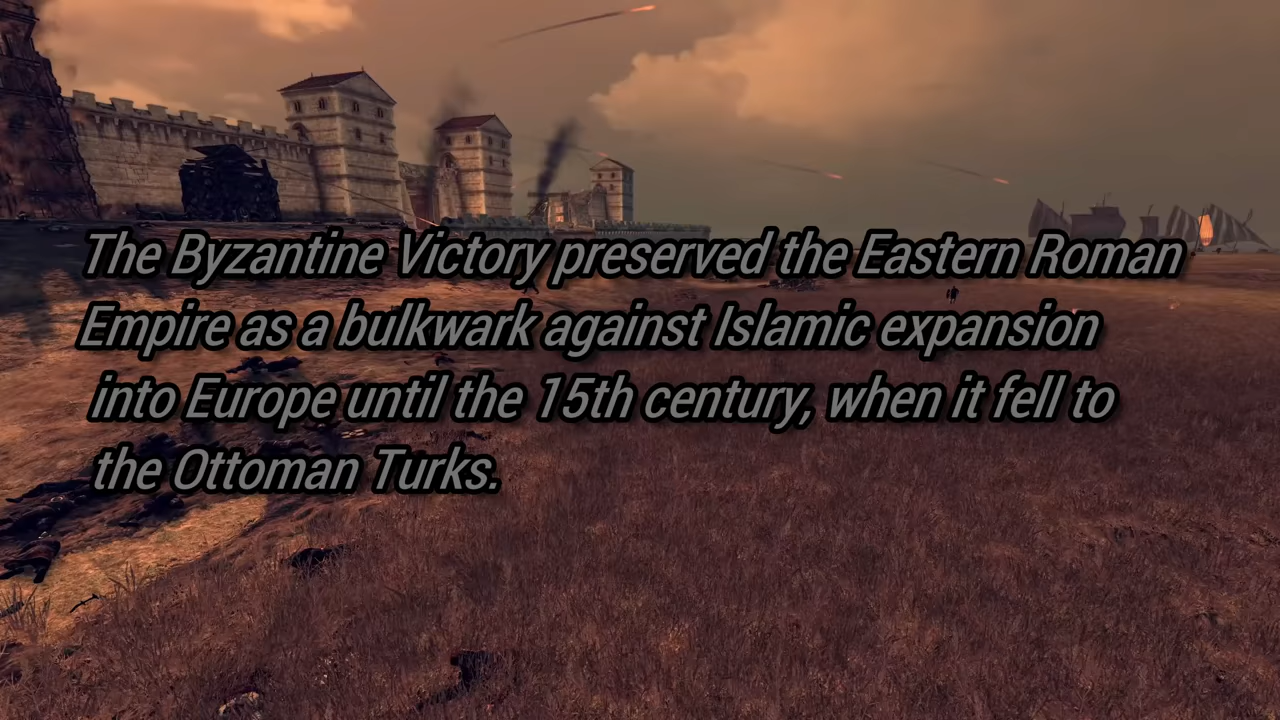 The Byzantine Victory preserved the Eastern Roman
Empire as a bulkwark against Islamic expansion
into Europe until the 15th century, when it fell to
the Ottoman Turks.